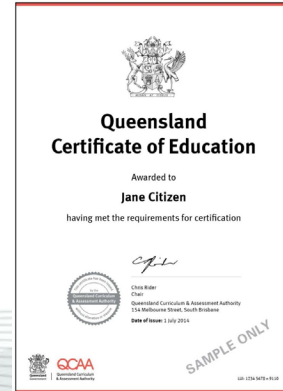 Queensland
Certificate of Education
Awarded to
Jane Citizen
having met the requirements for certification
Chris Rider
Chair
Queensland Curriculum & Assessment Authority
154 Melbourne Street, South Brisbane
Date of issue: 1 July 2014
SAMPLE ONLY
QCAA
Queensland Curriculum
& Assessment Authority
Queensland
Government